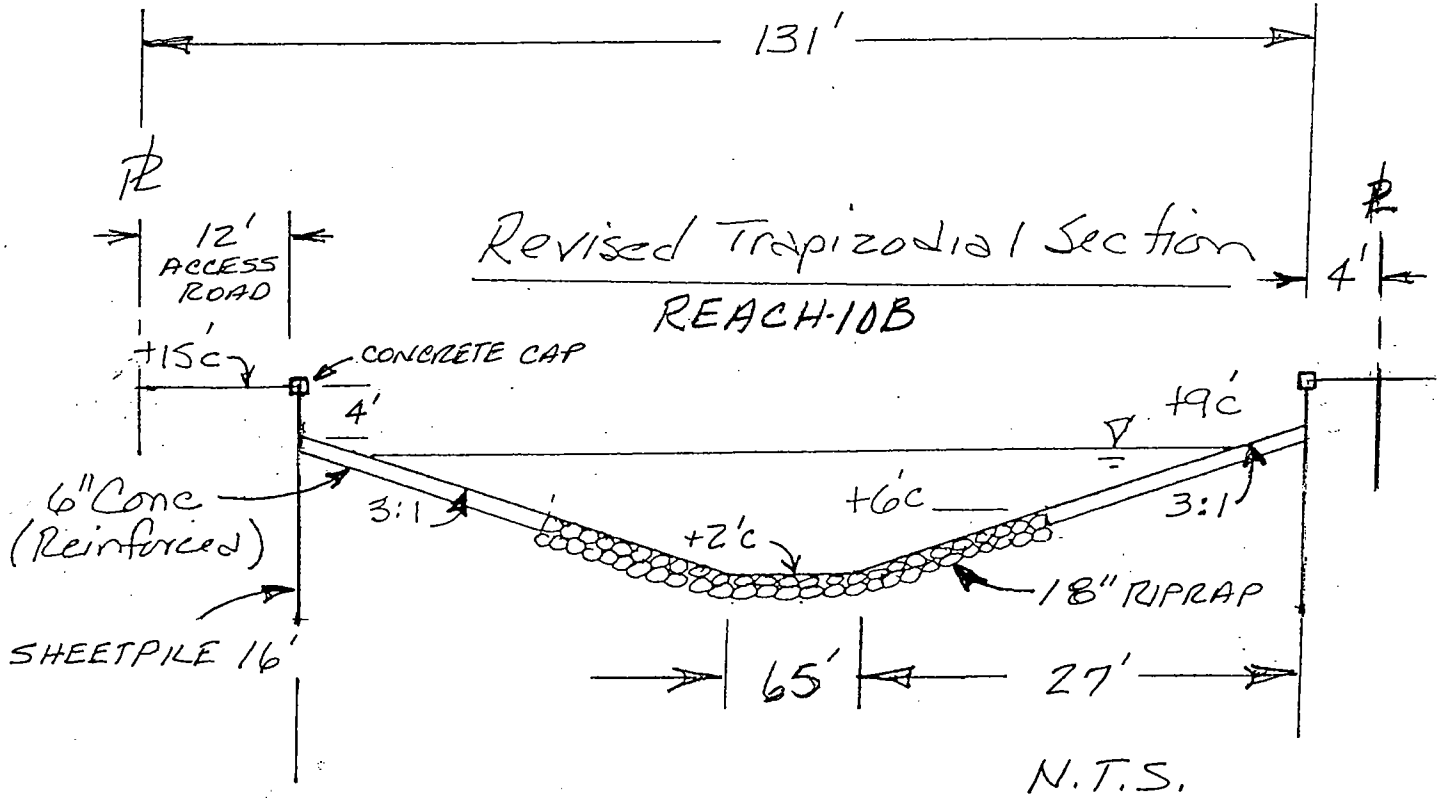 131'
PL
PL
12'
ACCESS
ROAD
Revised Trapizodial Section
REACH-10B
4'
+15'c
CONCRETE CAP
4'
+9'c
6" Conc
(Reinforced)
3:1
+6'c
3:1
+2'c
18" RIPRAP
SHEETPILE 16'
65'
27'
N.T.S.